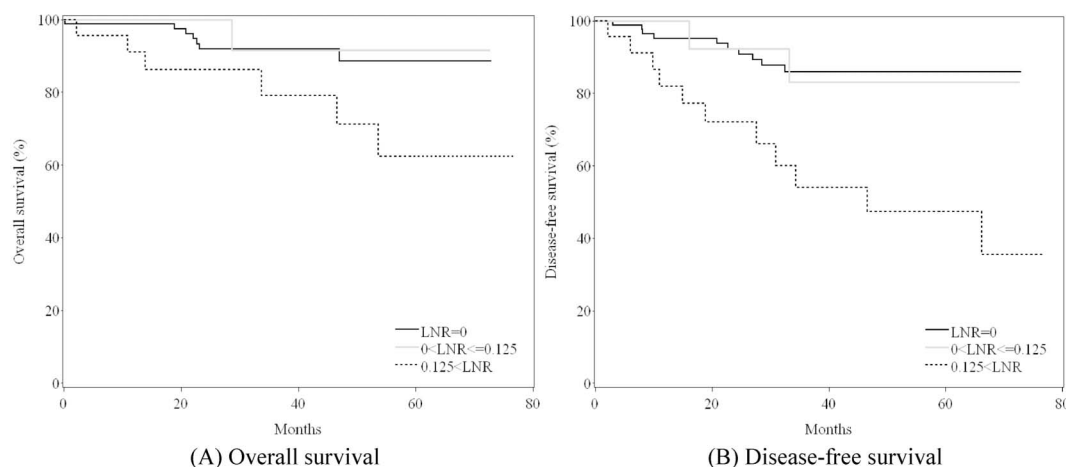 Overall survival (%)
100
80
60
40
20
0
LNR=0
0<LNR<=0.125
0.125<LNR
0 20 40 60 80
Months
(A) Overall survival
Disease-free survival (%)
100
80
60
40
20
0
LNR=0
0<LNR<=0.125
0.125<LNR
0 20 40 60 80
Months
(B) Disease-free survival